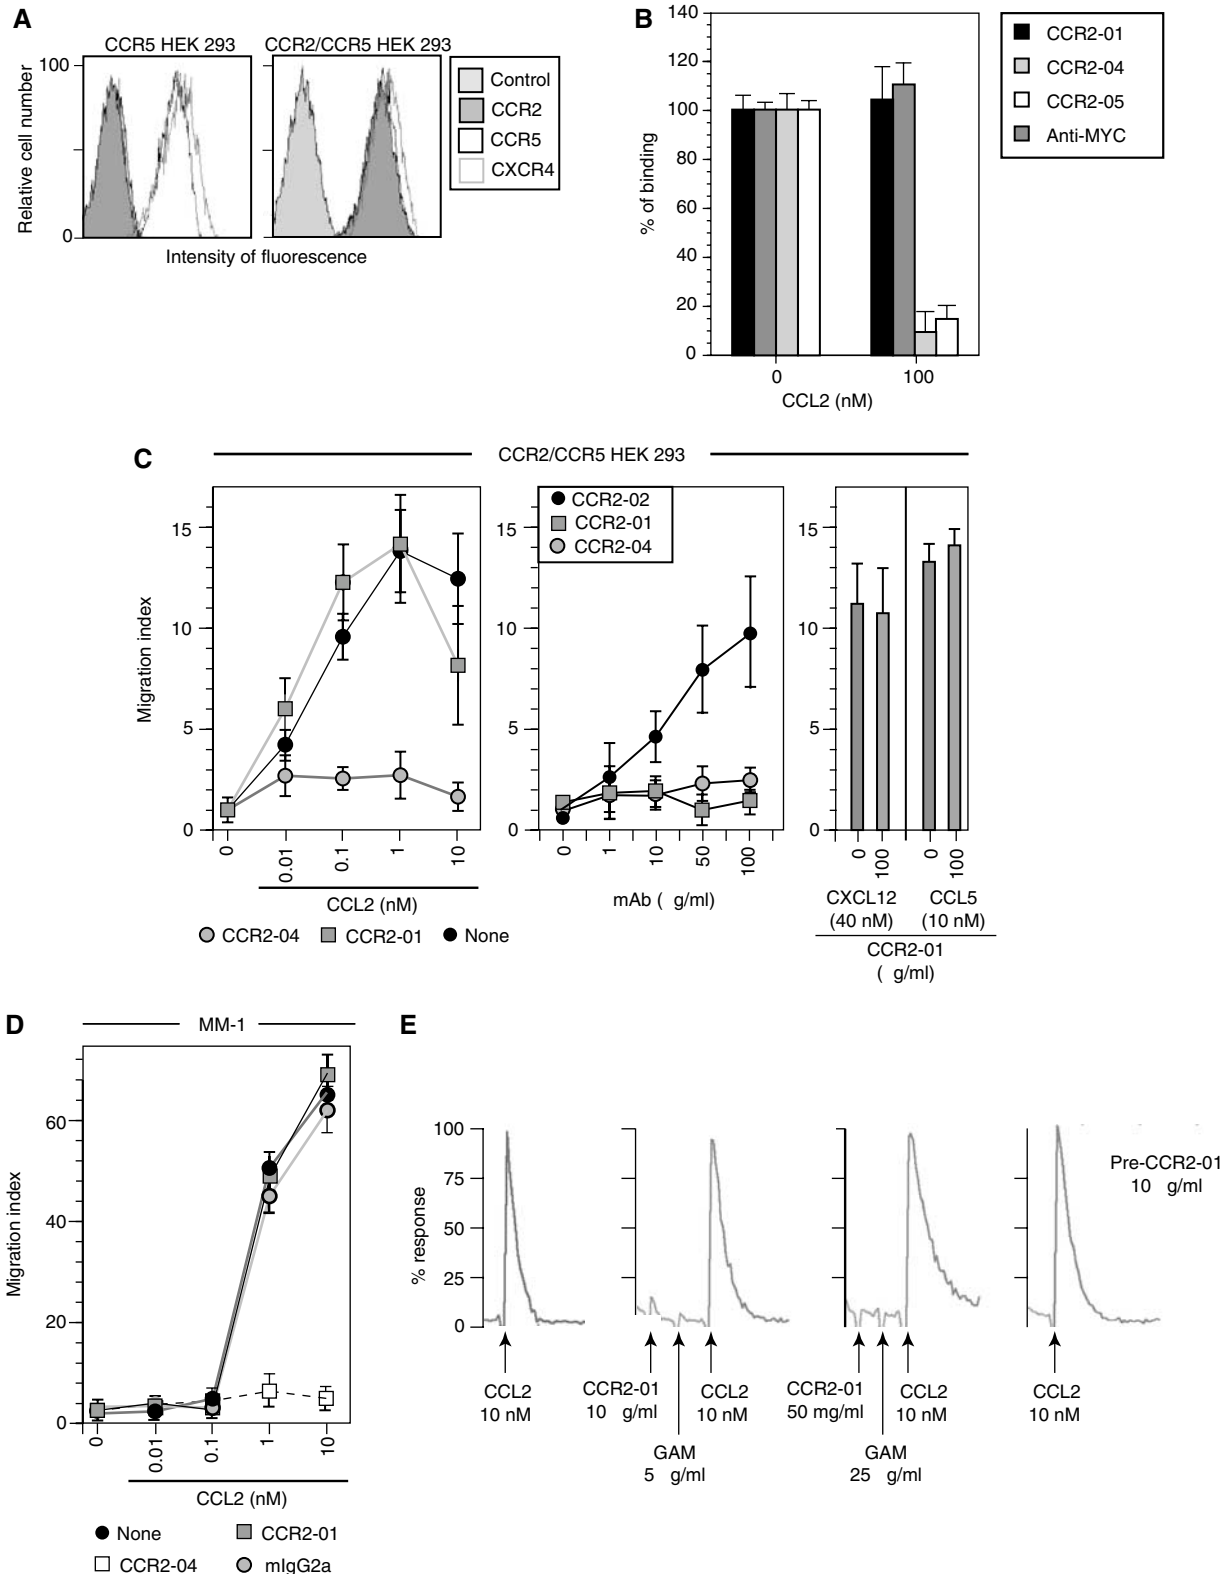 A
CCR5 HEK 293
CCR2/CCR5 HEK 293
Relative cell number
100
0
Intensity of fluorescence
Control
CCR2
CCR5
CXCR4
B
% of binding
140
120
100
80
60
40
20
0
0
100
CCL2 (nM)
CCR2-01
CCR2-04
CCR2-05
Anti-MYC
C
CCR2/CCR5 HEK 293
Migration index
15
10
5
0
0
0.01
0.1
1
10
CCL2 (nM)
CCR2-04
CCR2-01
None
CCR2-02
CCR2-01
CCR2-04
15
10
5
0
0
1
10
50
100
mAb ( g/ml)
15
10
5
0
0
100
0
100
CXCL12
(40 nM)
CCL5
(10 nM)
CCR2-01
( g/ml)
D
MM-1
Migration index
60
40
20
0
0
0.01
0.1
1
10
CCL2 (nM)
None
CCR2-01
CCR2-04
mIgG2a
E
% response
100
75
50
25
0
CCL2
10 nM
CCR2-01
10 g/ml
GAM
5 g/ml
CCL2
10 nM
CCR2-01
50 mg/ml
GAM
25 g/ml
CCL2
10 nM
Pre-CCR2-01
10 g/ml
CCL2
10 nM